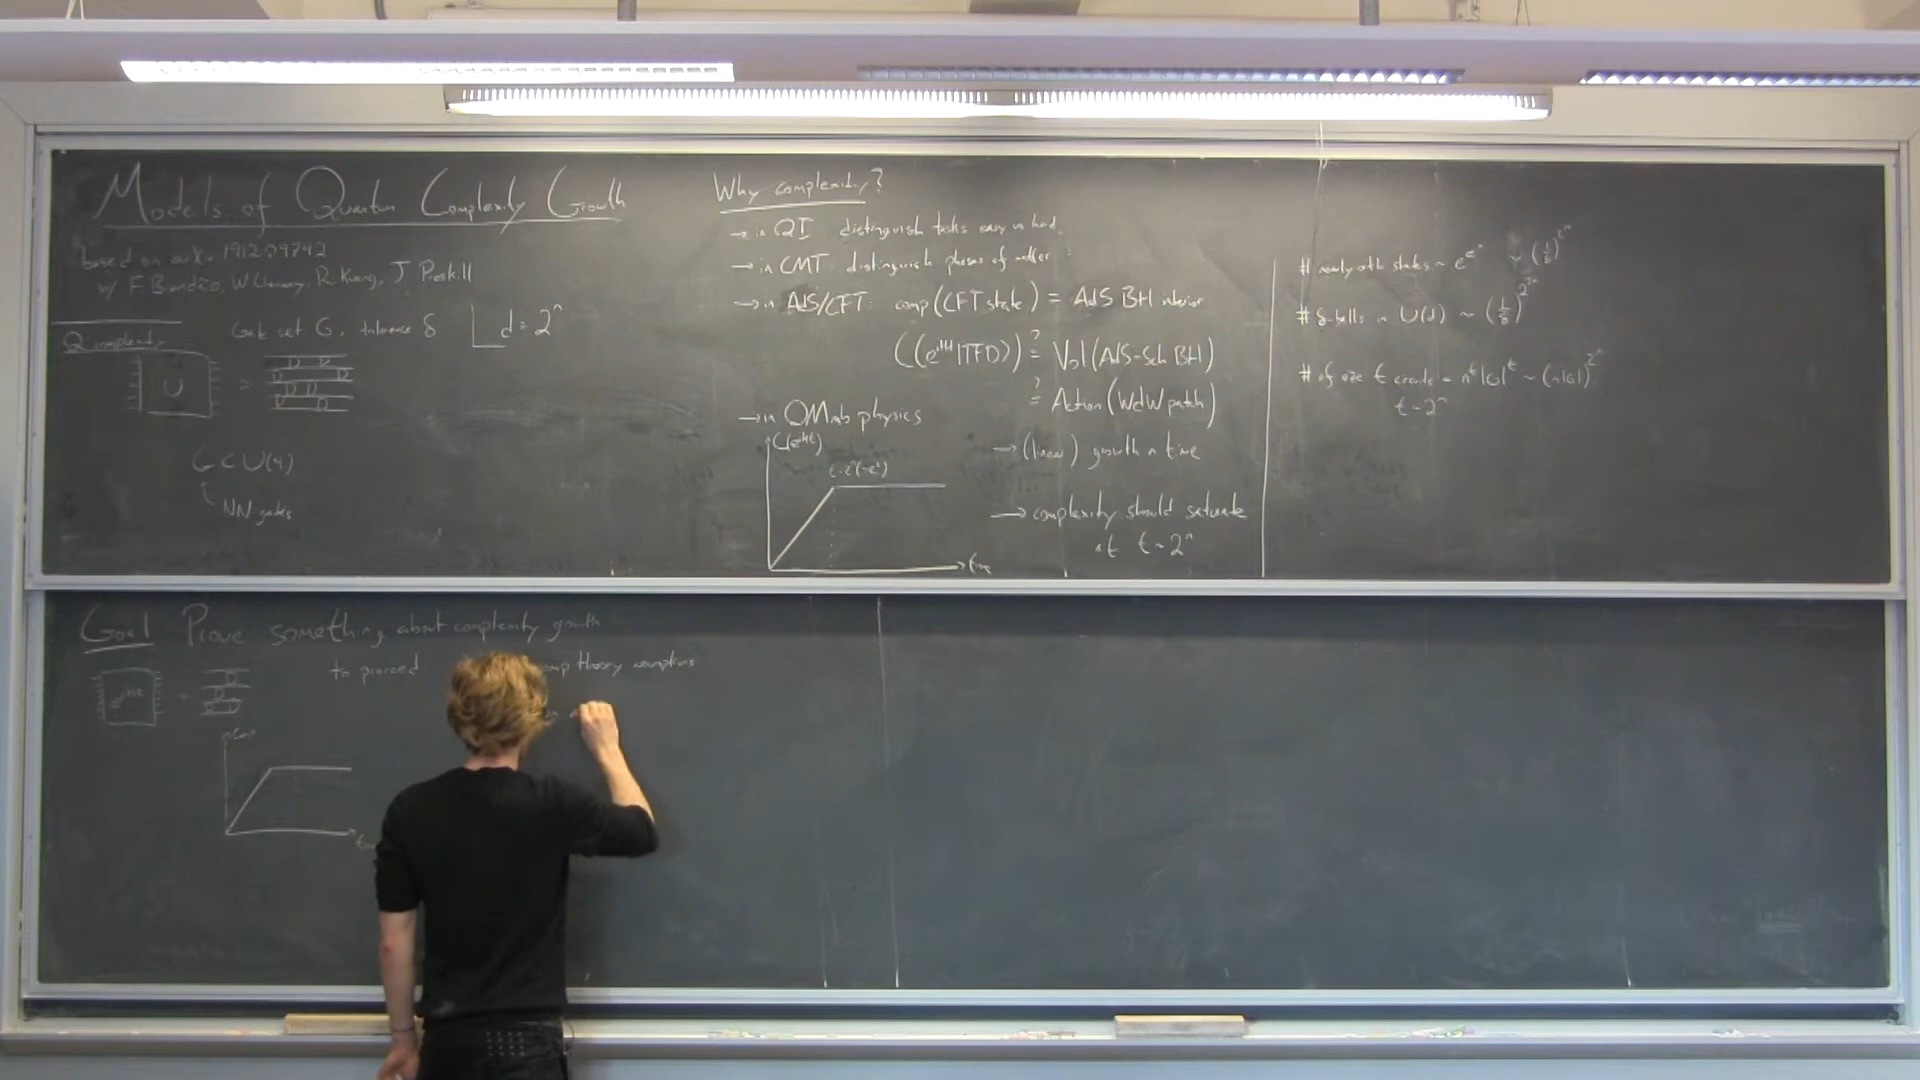 Models of Quantum Complexity Growth
based on arXiv 1912.04742
w/ F Brandão, W Chemissany, R. Kueng, J Preskill
Q complexity
Gate set G, tolerance δ
d = 2^n
U
=
G ⊂ U(4)
NN gates
Why complexity?
→ in QI distinguish tasks easy vs hard
→ in CMT: distinguish phases of matter
→ in AdS/CFT: comp(CFT state) = AdS BH interior
C(e^{iHt}|TFD⟩) ?= Vol(AdS-Sch BH)
?= Action(WdW patch)
→ in QMab physics
C(e^{iHt})
t~2^n(~e^s)
time
→ (linear) growth in time
→ complexity should saturate
at t~2^n
# nearly orth states ~
# δ-balls in U(d) ~ (1/δ)^{2^{2n}}
# of size t circuits = n^t|G|^t ~ (n|G|)^{2^n}
t~2^n
Goal Prove something about complexity growth
to proceed
comp theory assumptions
e^{iHt} =